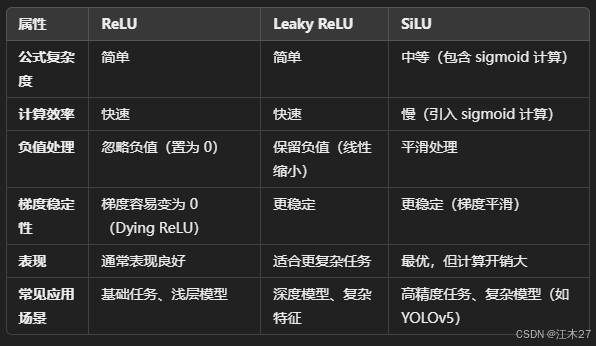 属性 ReLU Leaky ReLU SiLU
公式复杂度 简单 简单 中等（包含 sigmoid 计算）
计算效率 快速 快速 慢（引入 sigmoid 计算）
负值处理 忽略负值（置为 0） 保留负值（线性缩小） 平滑处理
梯度稳定性 梯度容易变为 0（Dying ReLU） 更稳定 更稳定（梯度平滑）
表现 通常表现良好 适合更复杂任务 最优，但计算开销大
常见应用场景 基础任务、浅层模型 深度模型、复杂特征 高精度任务、复杂模型（如 YOLOv5）
CSDN @江木27